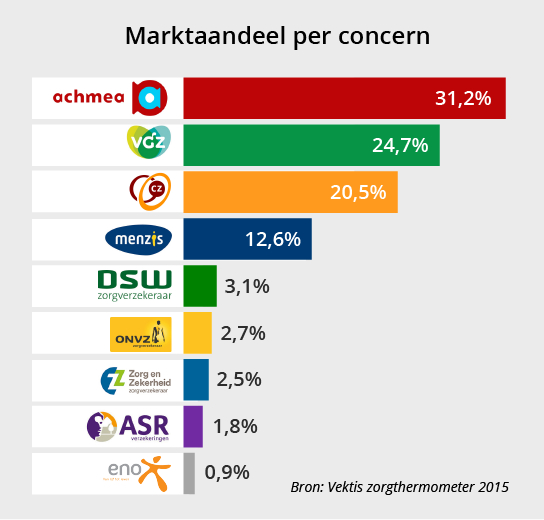 Marktaandeel per concern
achmea
31,2%
VGZ
24,7%
CZ
20,5%
menzis
12,6%
DSW
zorgverzekeraar
3,1%
ONVZ
zorgverzekeraar
2,7%
Zorg en
Zekerheid
zorgverzekeraar
2,5%
ASR
verzekeringen
1,8%
eno
0,9%
Bron: Vektis zorgthermometer 2015